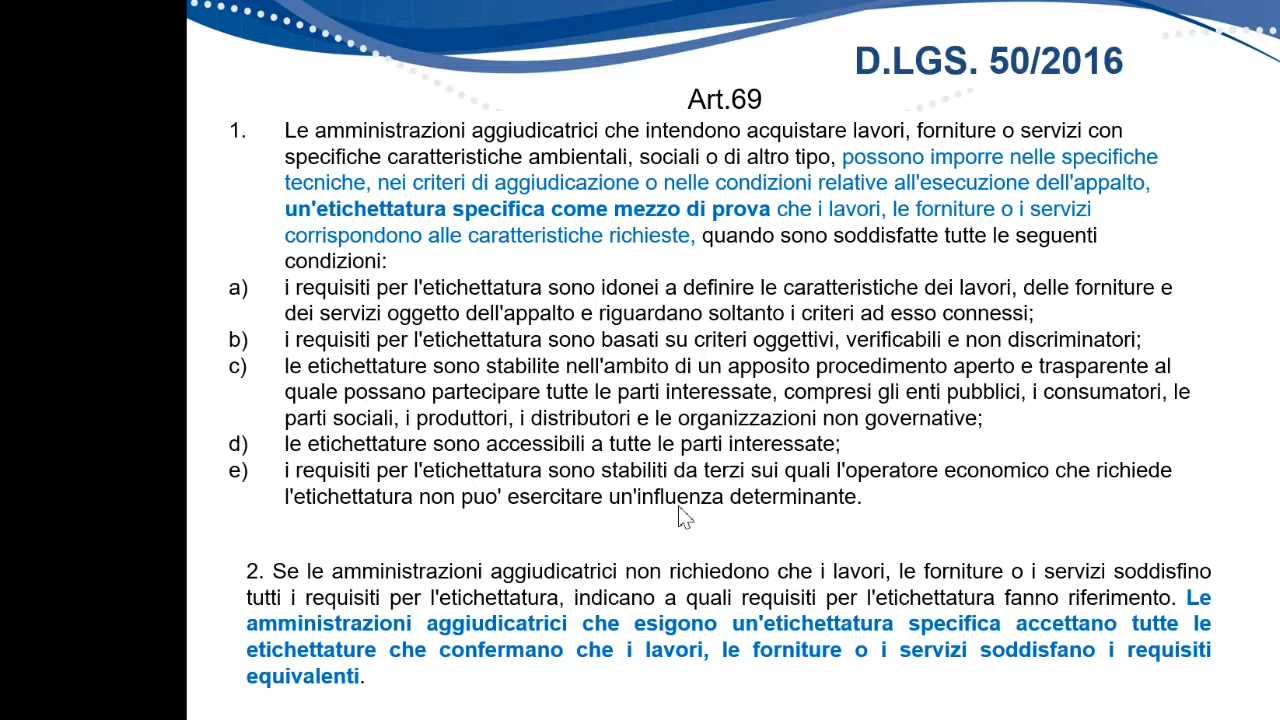 D.LGS. 50/2016
Art.69
1. Le amministrazioni aggiudicatrici che intendono acquistare lavori, forniture o servizi con
specifiche caratteristiche ambientali, sociali o di altro tipo, possono imporre nelle specifiche
tecniche, nei criteri di aggiudicazione o nelle condizioni relative all'esecuzione dell'appalto,
un'etichettatura specifica come mezzo di prova che i lavori, le forniture o i servizi
corrispondono alle caratteristiche richieste, quando sono soddisfatte tutte le seguenti
condizioni:
a) i requisiti per l'etichettatura sono idonei a definire le caratteristiche dei lavori, delle forniture e
dei servizi oggetto dell'appalto e riguardano soltanto i criteri ad esso connessi;
b) i requisiti per l'etichettatura sono basati su criteri oggettivi, verificabili e non discriminatori;
c) le etichettature sono stabilite nell'ambito di un apposito procedimento aperto e trasparente al
quale possano partecipare tutte le parti interessate, compresi gli enti pubblici, i consumatori, le
parti sociali, i produttori, i distributori e le organizzazioni non governative;
d) le etichettature sono accessibili a tutte le parti interessate;
e) i requisiti per l'etichettatura sono stabiliti da terzi sui quali l'operatore economico che richiede
l'etichettatura non puo' esercitare un'influenza determinante.
2. Se le amministrazioni aggiudicatrici non richiedono che i lavori, le forniture o i servizi soddisfino
tutti i requisiti per l'etichettatura, indicano a quali requisiti per l'etichettatura fanno riferimento. Le
amministrazioni aggiudicatrici che esigono un'etichettatura specifica accettano tutte le
etichettature che confermano che i lavori, le forniture o i servizi soddisfano i requisiti
equivalenti.